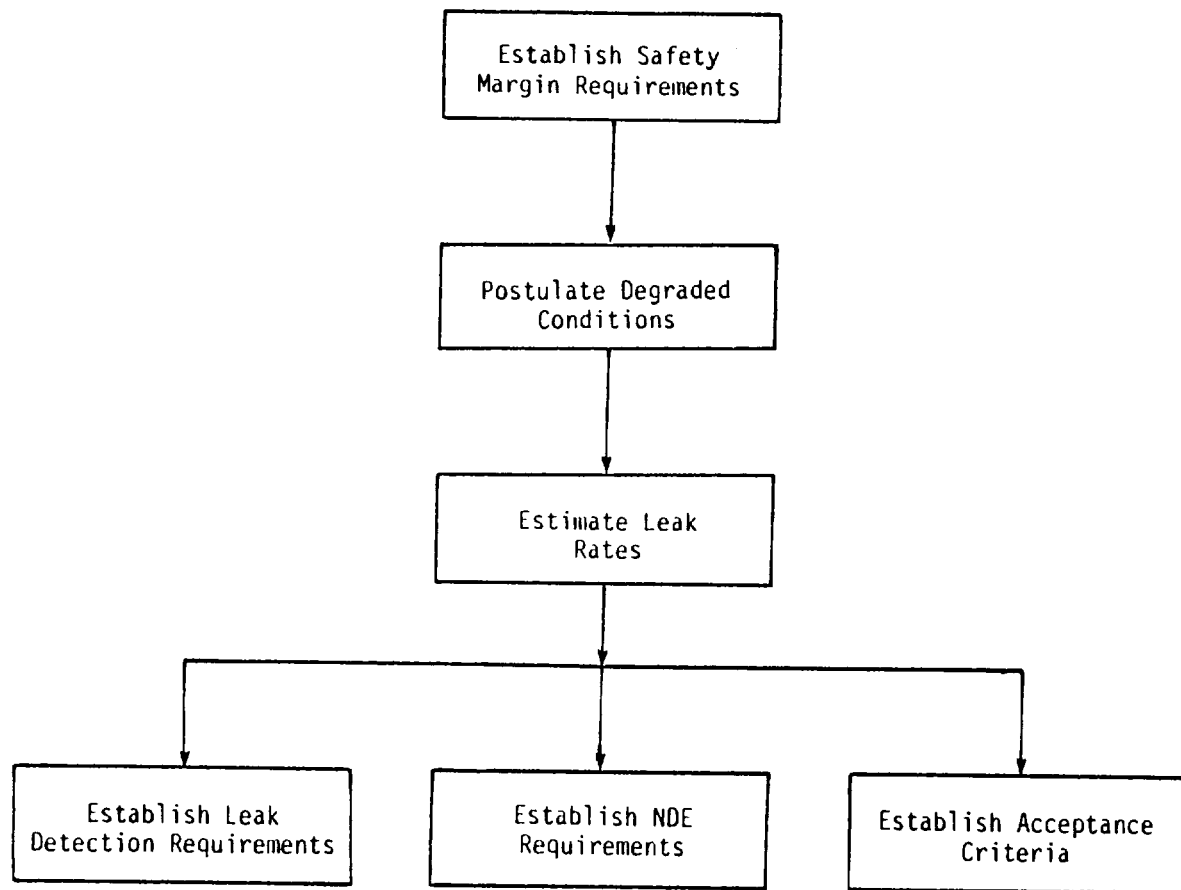 Establish Safety
Margin Requirements
Postulate Degraded
Conditions
Estimate Leak
Rates
Establish Leak
Detection Requirements
Establish NDE
Requirements
Establish Acceptance
Criteria